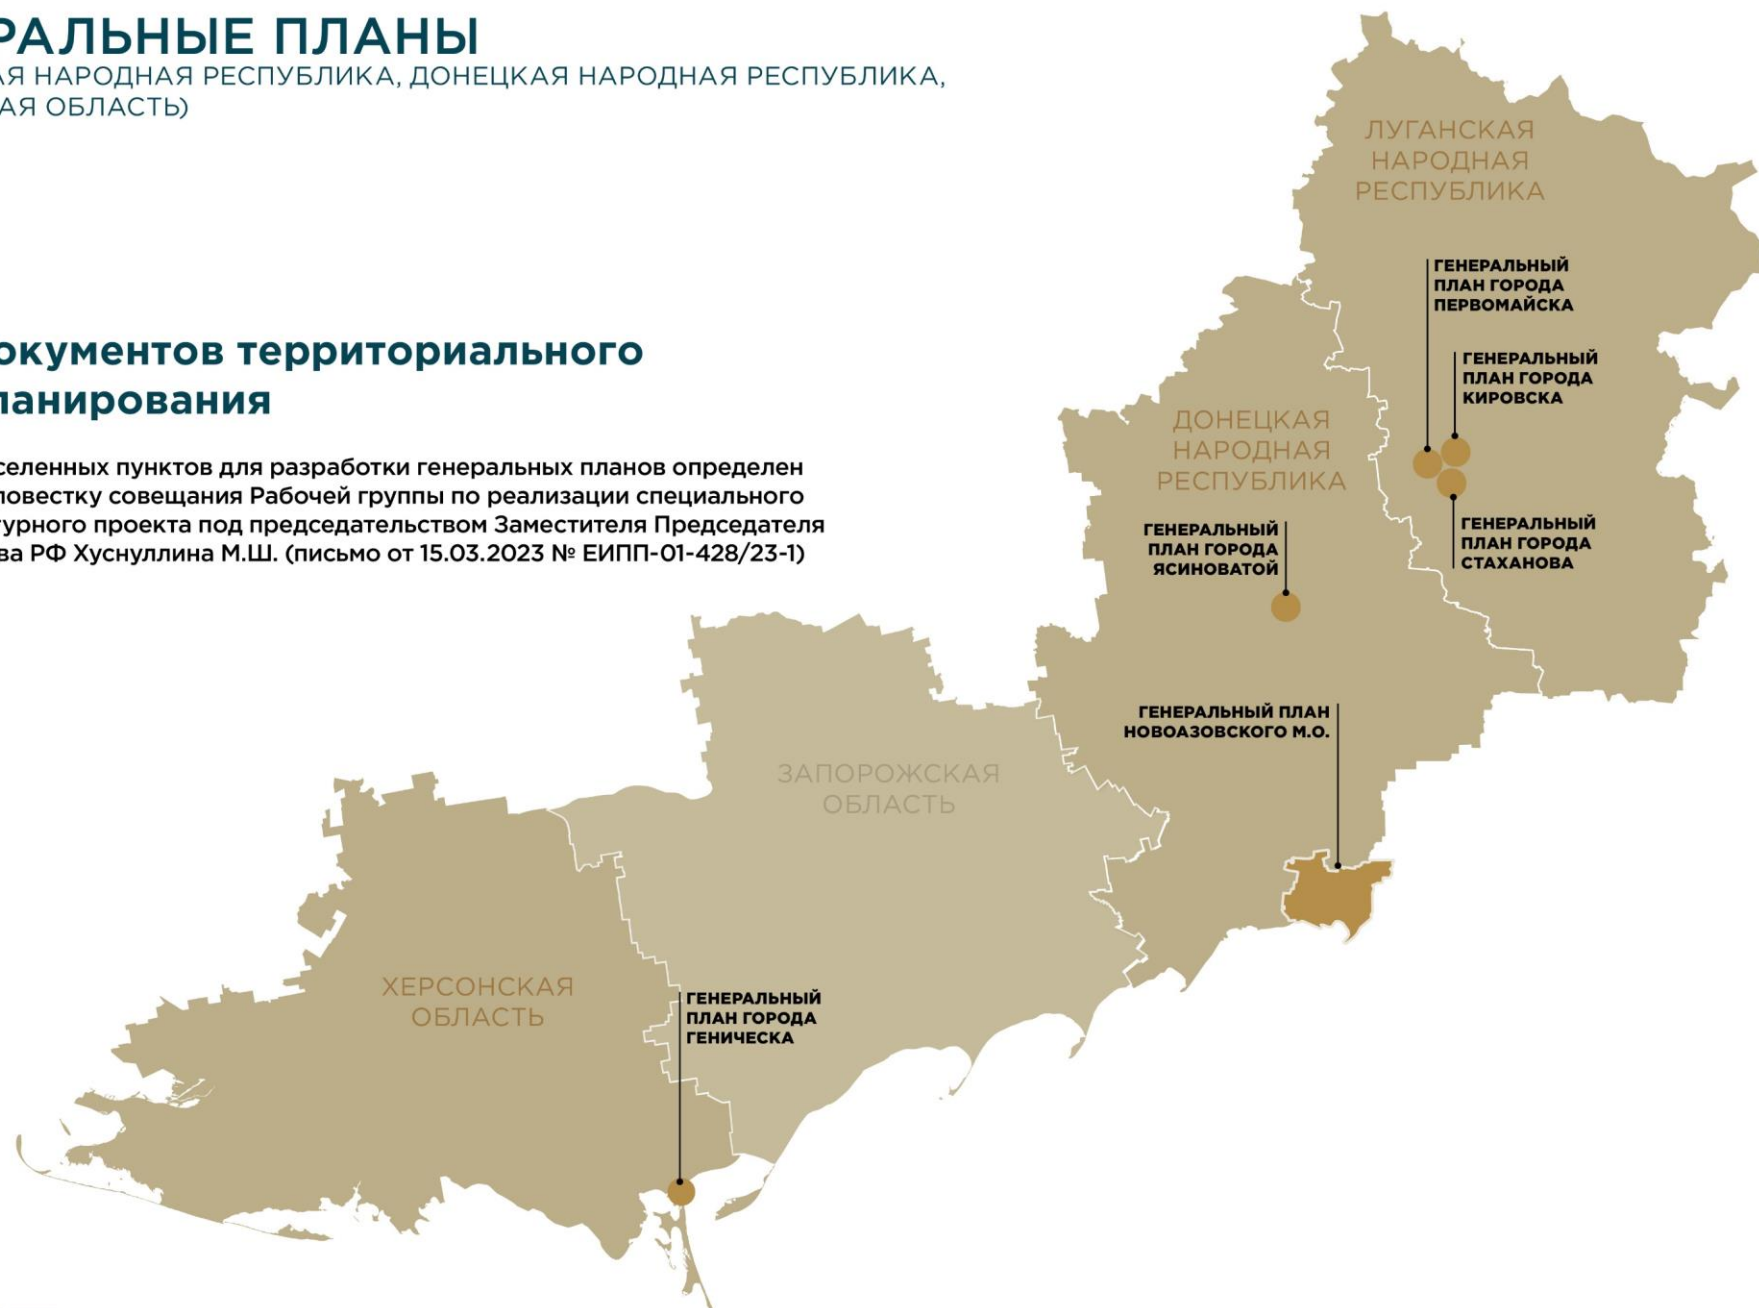 РАЛЬНЫЕ ПЛАНЫ
АЯ НАРОДНАЯ РЕСПУБЛИКА, ДОНЕЦКАЯ НАРОДНАЯ РЕСПУБЛИКА,
АЯ ОБЛАСТЬ)
окументов территориального
ланирования
селенных пунктов для разработки генеральных планов определен
повестку совещания Рабочей группы по реализации специального
турного проекта под председательством Заместителя Председателя
ва РФ Хуснуллина М.Ш. (письмо от 15.03.2023 № ЕИПП-01-428/23-1)
ЛУГАНСКАЯ
НАРОДНАЯ
РЕСПУБЛИКА
ГЕНЕРАЛЬНЫЙ
ПЛАН ГОРОДА
ПЕРВОМАЙСКА
ГЕНЕРАЛЬНЫЙ
ПЛАН ГОРОДА
КИРОВСКА
ГЕНЕРАЛЬНЫЙ
ПЛАН ГОРОДА
СТАХАНОВА
ДОНЕЦКАЯ
НАРОДНАЯ
РЕСПУБЛИКА
ГЕНЕРАЛЬНЫЙ
ПЛАН ГОРОДА
ЯСИНОВАТОЙ
ГЕНЕРАЛЬНЫЙ ПЛАН
НОВОАЗОВСКОГО М.О.
ЗАПОРОЖСКАЯ
ОБЛАСТЬ
ХЕРСОНСКАЯ
ОБЛАСТЬ
ГЕНЕРАЛЬНЫЙ
ПЛАН ГОРОДА
ГЕНИЧЕСКА